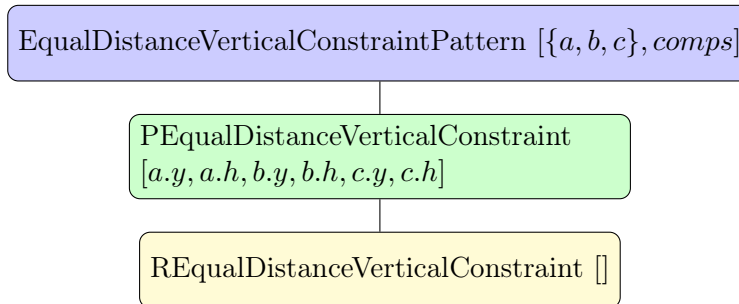 EqualDistanceVerticalConstraintPattern [{a, b, c}, comps]
PEqualDistanceVerticalConstraint
[a.y, a.h, b.y, b.h, c.y, c.h]
REqualDistanceVerticalConstraint []